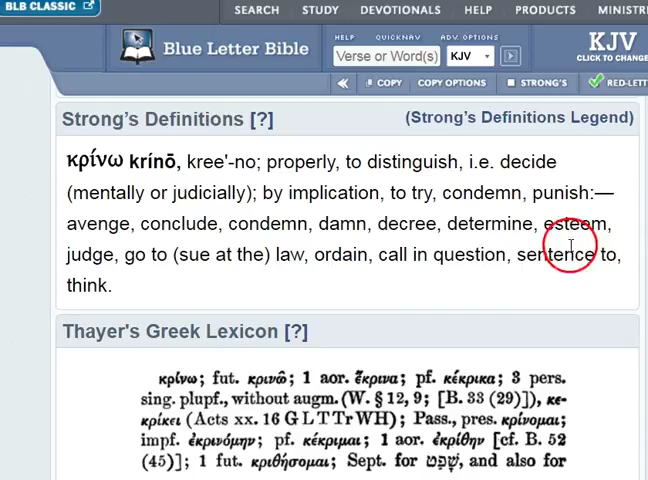 BLB CLASSIC
SEARCH STUDY DEVOTIONALS HELP PRODUCTS MINISTRI
HELP QUICKNAV ADV. OPTIONS
Blue Letter Bible
Verse or Word(s) KJV
KJV
CLICK TO CHANGE
COPY COPY OPTIONS STRONG'S RED-LETT
Strong's Definitions [?] (Strong's Definitions Legend)
κρίνω krínō, kree'-no; properly, to distinguish, i.e. decide
(mentally or judicially); by implication, to try, condemn, punish:—
avenge, conclude, condemn, damn, decree, determine, esteem,
judge, go to (sue at the) law, ordain, call in question, sentence to,
think.
Thayer's Greek Lexicon [?]
κρίνω; fut. κρινῶ; 1 aor. ἔκρινα; pf. κέκρικα; 3 pers.
sing. plupf., without augm. (W. § 12, 9; [B. 33 (29)]), κε-
κρίκει (Acts xx. 16 G L T Tr WH); Pass., pres. κρίνομαι;
impf. ἐκρινόμην; pf. κέκριμαι; 1 aor. ἐκρίθην [cf. B. 52
(45)]; 1 fut. κριθήσομαι; Sept. for שָׁפַט, and also for